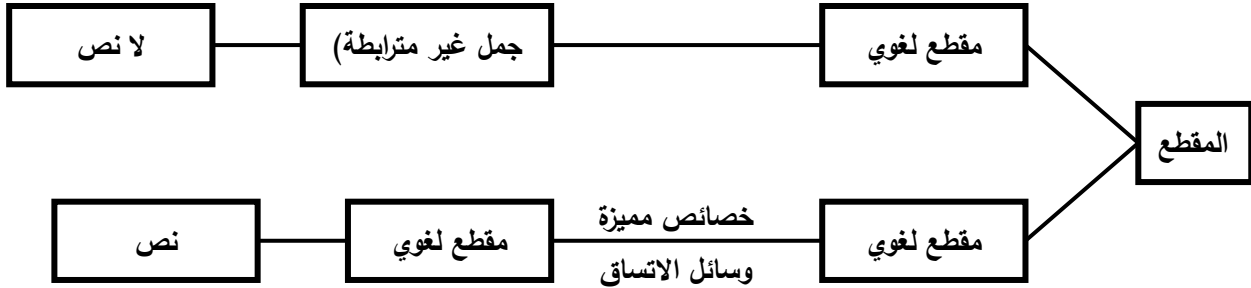 مقطع لغوي
جمل غير مترابطة)
لا نص
المقطع
مقطع لغوي
خصائص مميزة
وسائل الاتساق
مقطع لغوي
نص